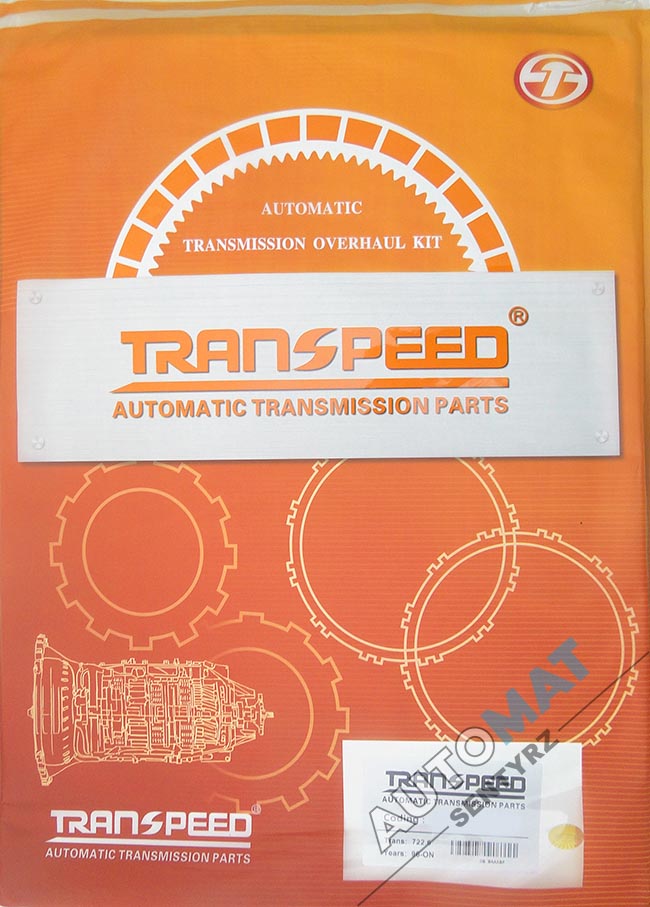 AUTOMATIC
TRANSMISSION OVERHAUL KIT
TRANSPEED®
AUTOMATIC TRANSMISSION PARTS
TRANSPEED®
AUTOMATIC TRANSMISSION PARTS
TRANSPEED
AUTOMATIC TRANSMISSION PARTS
Coding:
Trans: 722.6
Years: 96-ON
AUTOMAT
SENGYRZ